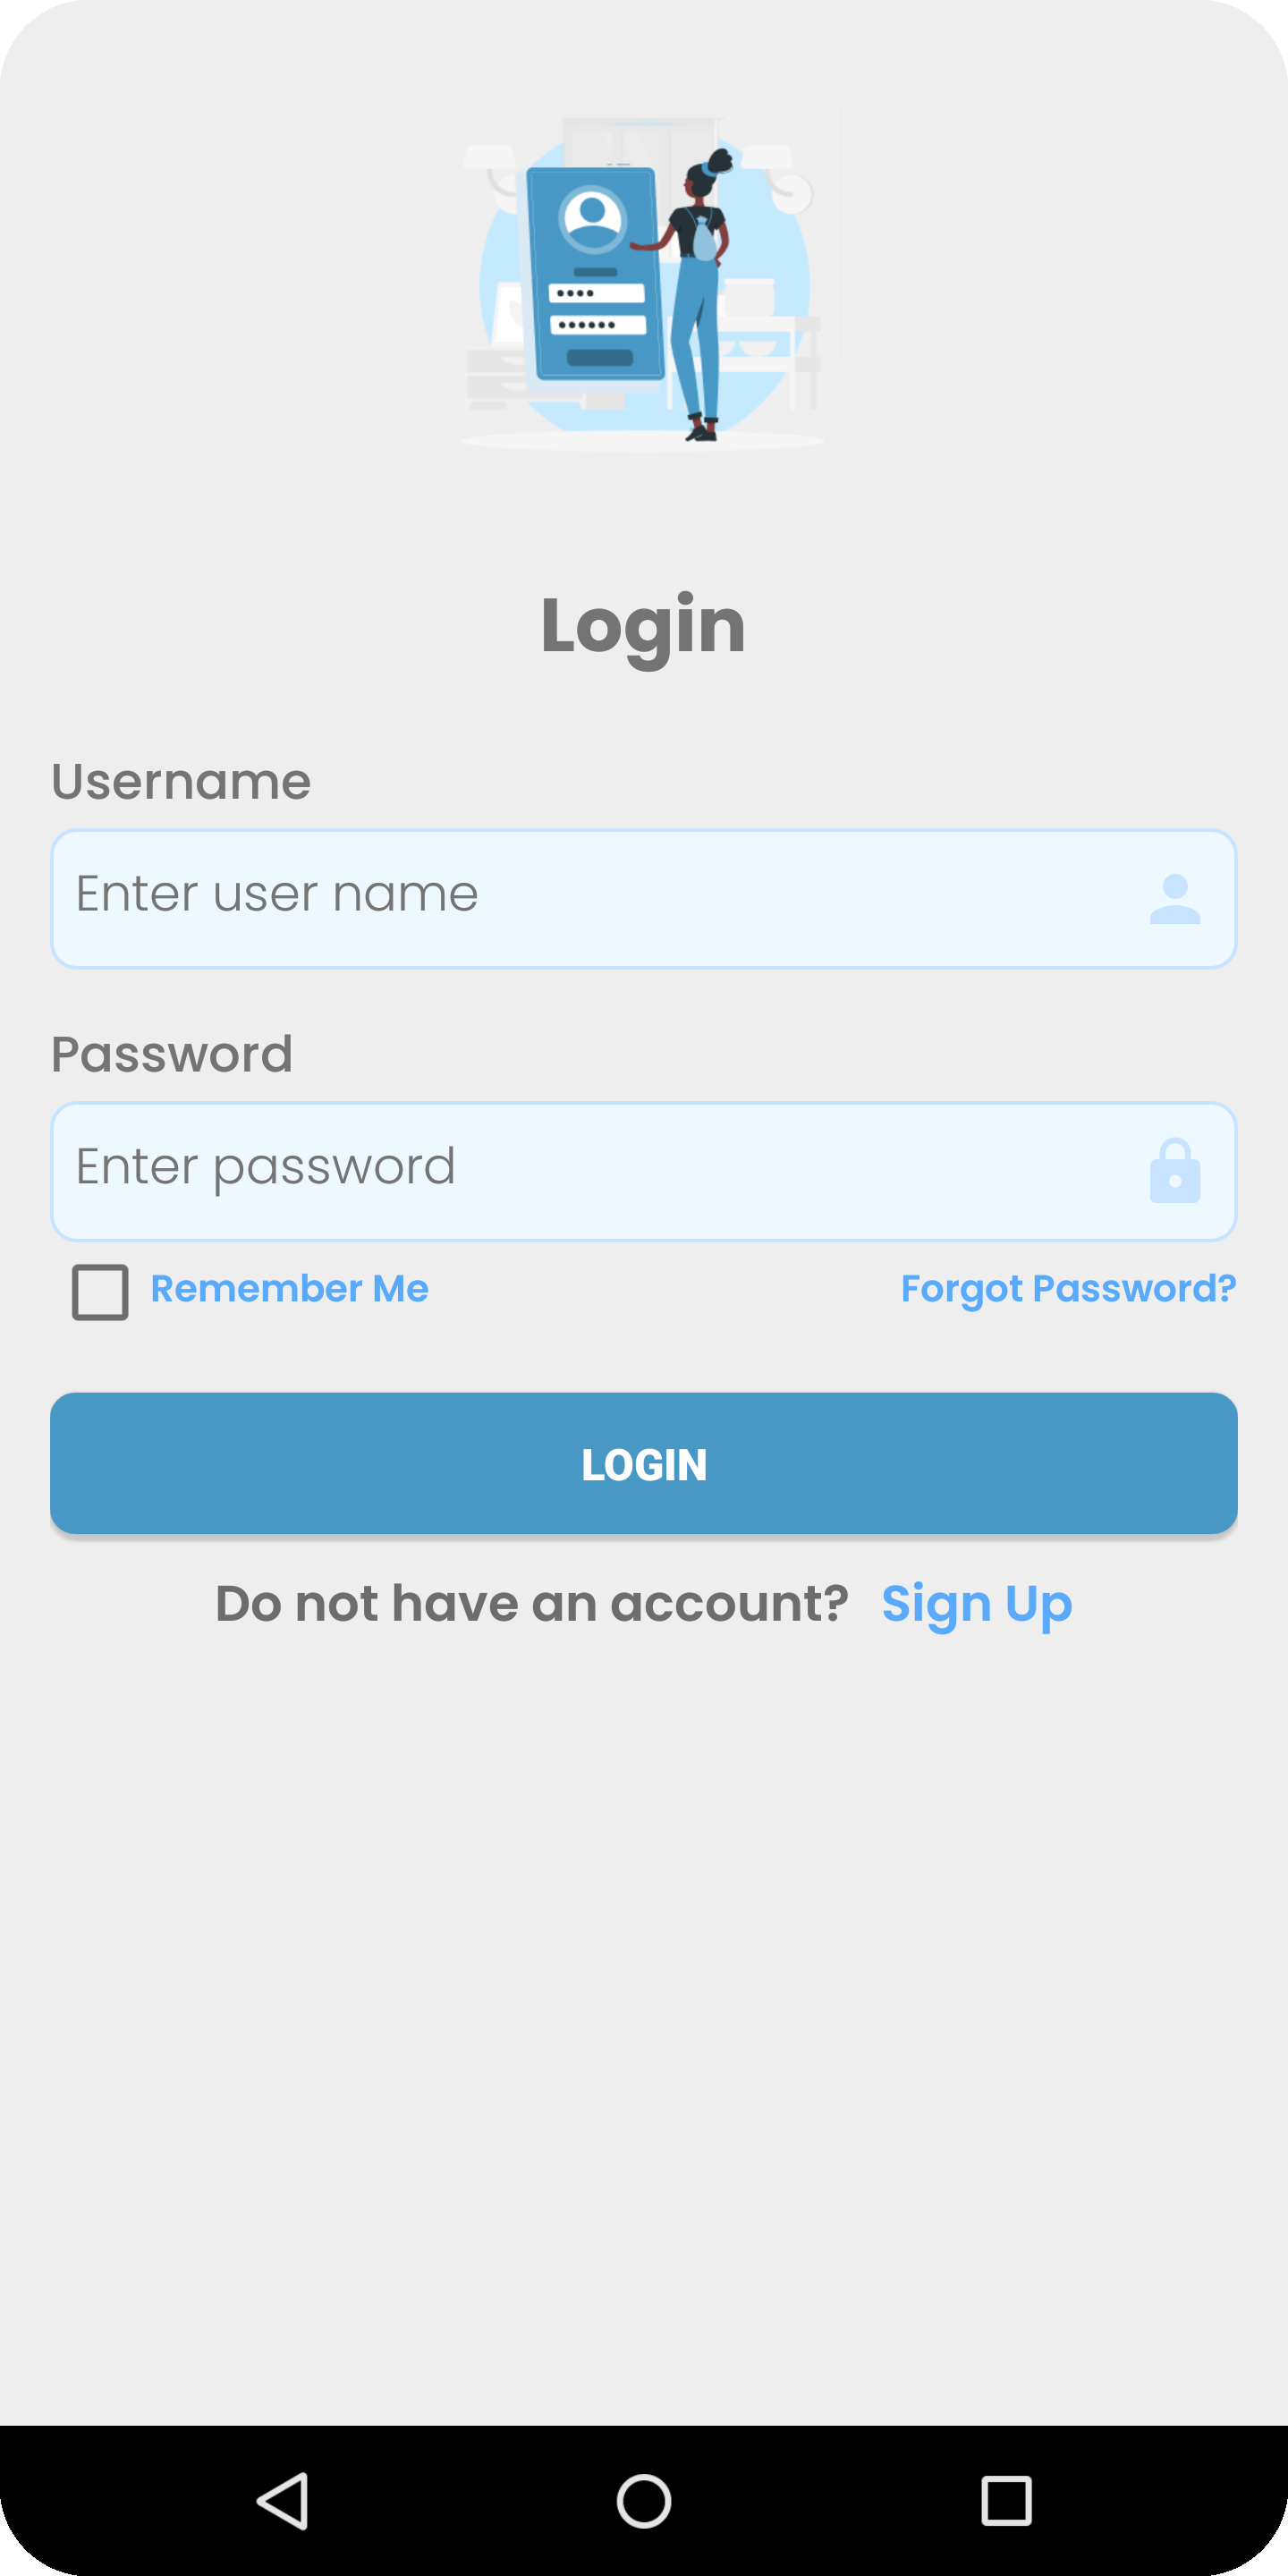 Login
Username
Enter user name
Password
Enter password
Remember Me Forgot Password?
LOGIN
Do not have an account? Sign Up